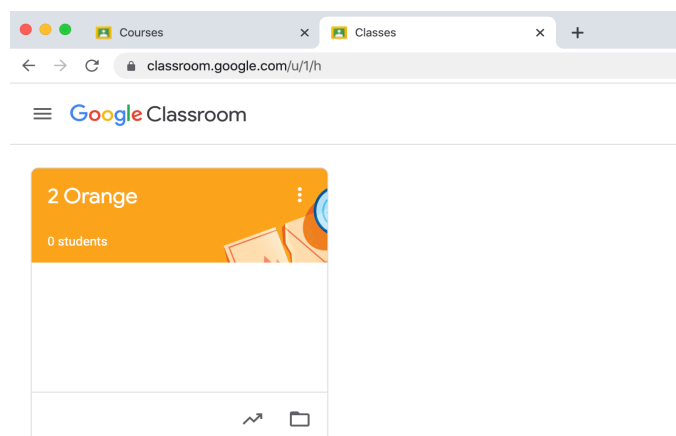 Courses
Classes
classroom.google.com/u/1/h
Google Classroom
2 Orange
0 students